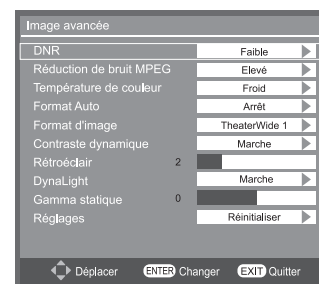 Image avancée
DNR Faible
Réduction de bruit MPEG Elevé
Température de couleur Froid
Format Auto Arrêt
Format d'image TheaterWide 1
Contraste dynamique Marche
Rétroéclair 2
DynaLight Marche
Gamma statique 0
Réglages Réinitialiser
Déplacer ENTER Changer EXIT Quitter